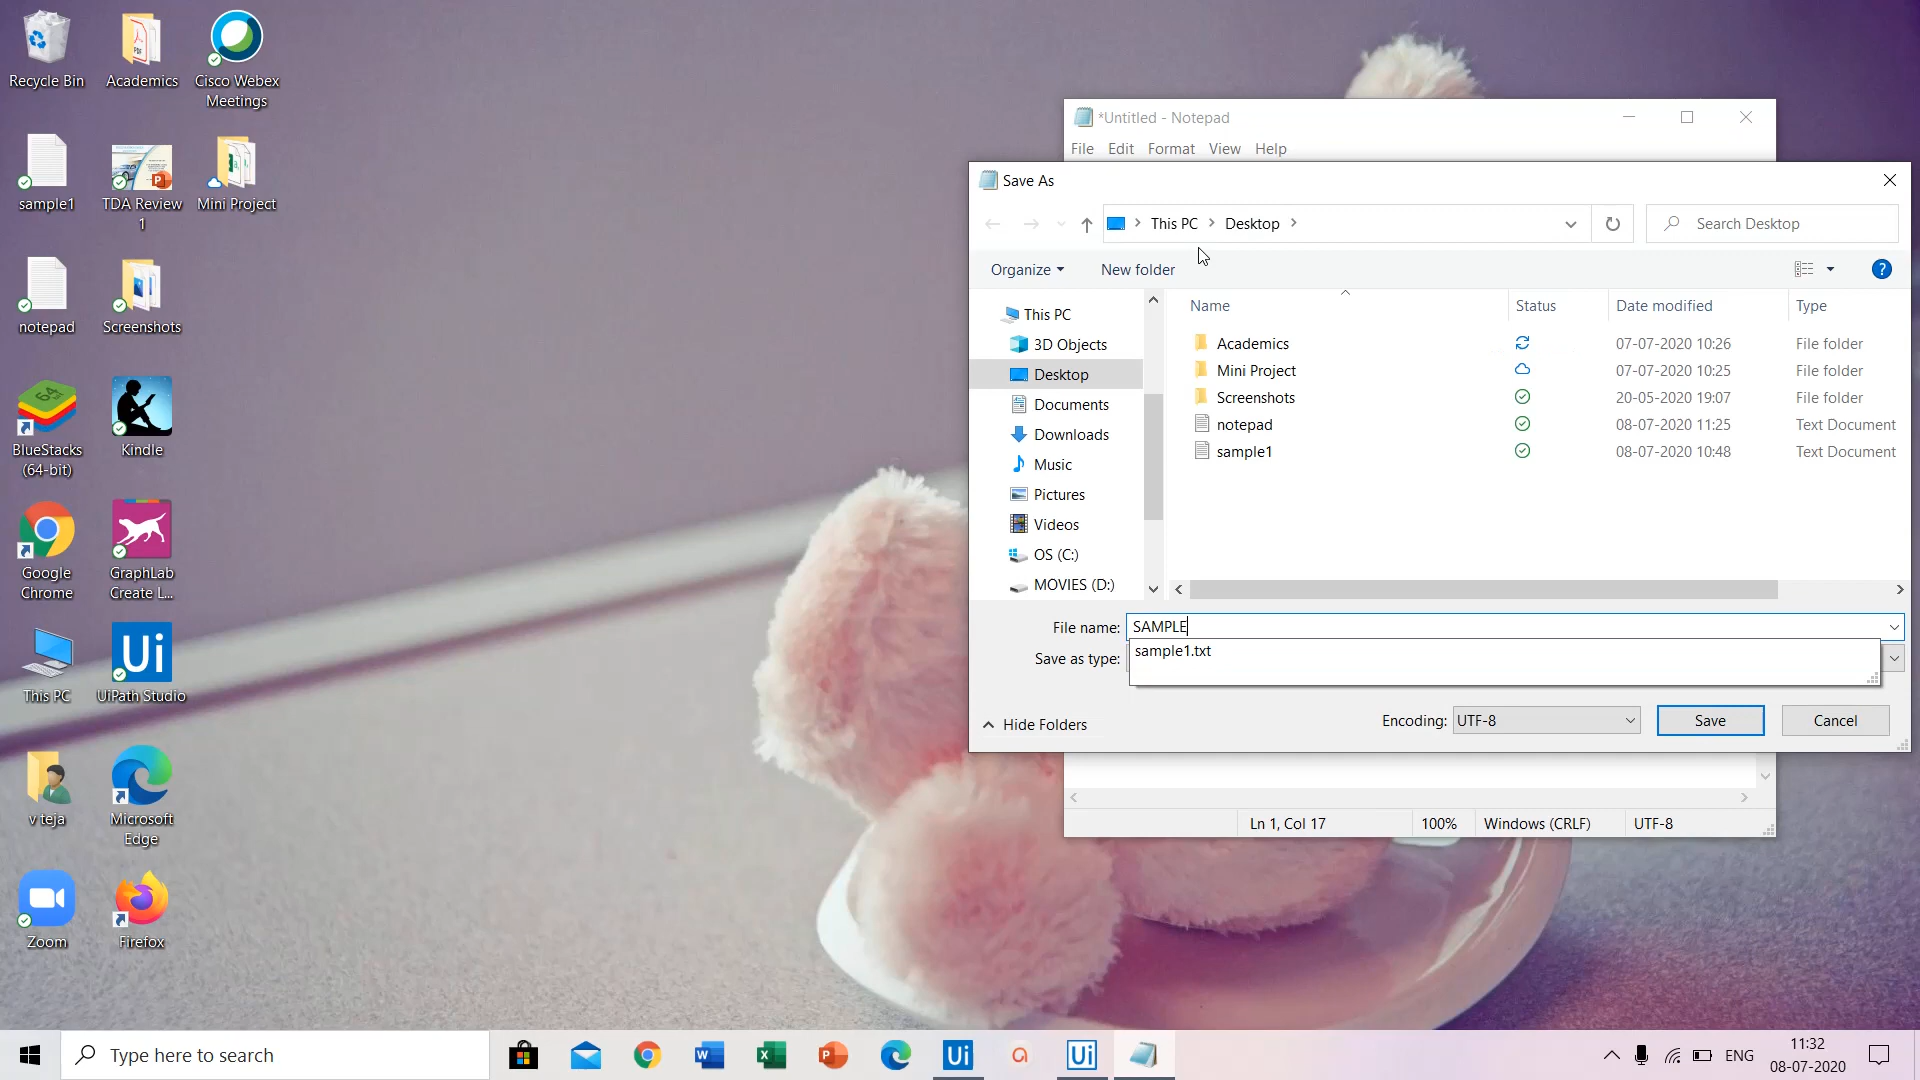 Recycle Bin
Academics
Cisco Webex
Meetings
sample1
TDA Review
1
Mini Project
notepad
Screenshots
BlueStacks
(64-bit)
Kindle
Google
Chrome
GraphLab
Create L...
This PC
UiPath Studio
v teja
Microsoft
Edge
Zoom
Firefox
*Untitled - Notepad
File Edit Format View Help
Save As
This PC Desktop
Search Desktop
Organize New folder
This PC
3D Objects
Desktop
Documents
Downloads
Music
Pictures
Videos
OS (C:)
MOVIES (D:)
Name Status Date modified Type
Academics 07-07-2020 10:26 File folder
Mini Project 07-07-2020 10:25 File folder
Screenshots 20-05-2020 19:07 File folder
notepad 08-07-2020 11:25 Text Document
sample1 08-07-2020 10:48 Text Document
File name: SAMPLE
sample1.txt
Save as type:
Hide Folders
Encoding: UTF-8 Save Cancel
Ln 1, Col 17 100% Windows (CRLF) UTF-8
Type here to search
ENG
11:32
08-07-2020